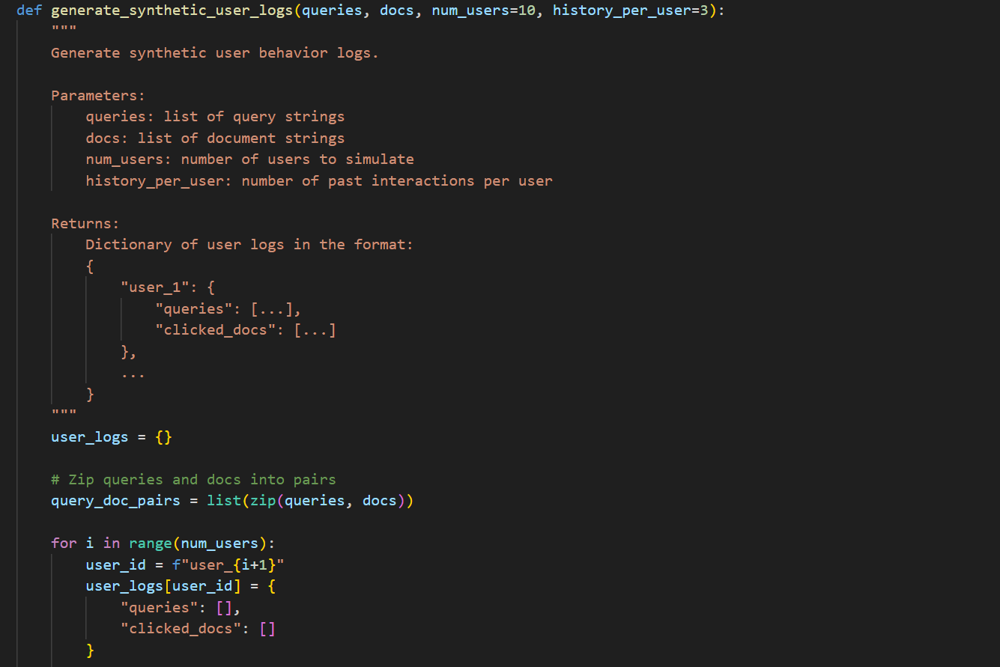 def generate_synthetic_user_logs(queries, docs, num_users=10, history_per_user=3):
    """
    Generate synthetic user behavior logs.

    Parameters:
        queries: list of query strings
        docs: list of document strings
        num_users: number of users to simulate
        history_per_user: number of past interactions per user

    Returns:
        Dictionary of user logs in the format:
        {
            "user_1": {
                "queries": [...],
                "clicked_docs": [...]
            },
            ...
        }
    """
    user_logs = {}

    # Zip queries and docs into pairs
    query_doc_pairs = list(zip(queries, docs))

    for i in range(num_users):
        user_id = f"user_{i+1}"
        user_logs[user_id] = {
            "queries": [],
            "clicked_docs": []
        }